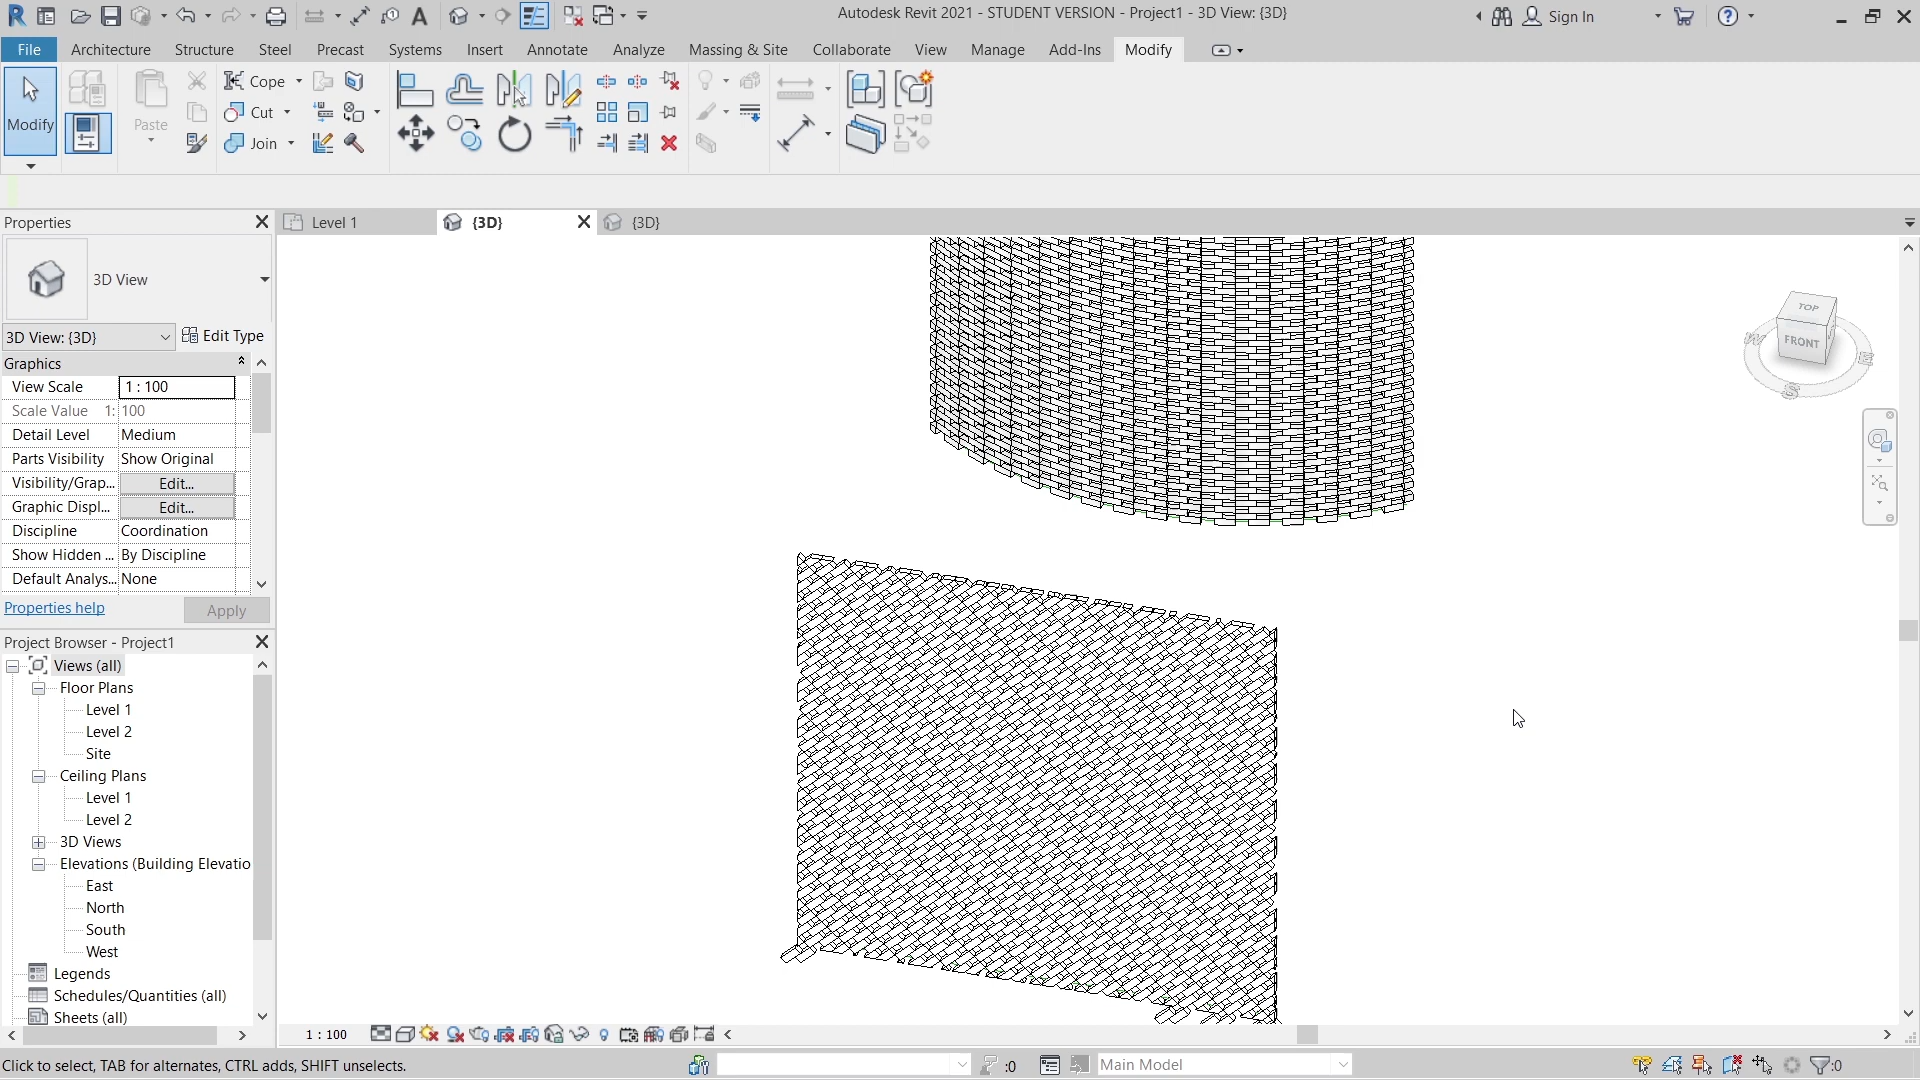 Autodesk Revit 2021 - STUDENT VERSION - Project1 - 3D View: {3D}
Sign In
File
Architecture
Structure
Steel
Precast
Systems
Insert
Annotate
Analyze
Massing & Site
Collaborate
View
Manage
Add-Ins
Modify
Modify
Paste
Cope
Cut
Join
Properties
Level 1
{3D}
{3D}
3D View
3D View: {3D}
Edit Type
Graphics
View Scale 1 : 100
Scale Value 1: 100
Detail Level Medium
Parts Visibility Show Original
Visibility/Grap... Edit...
Graphic Displ... Edit...
Discipline Coordination
Show Hidden ... By Discipline
Default Analys... None
Properties help
Apply
Project Browser - Project1
Views (all)
Floor Plans
Level 1
Level 2
Site
Ceiling Plans
Level 1
Level 2
3D Views
Elevations (Building Elevatio
East
North
South
West
Legends
Schedules/Quantities (all)
Sheets (all)
TOP
FRONT
W
E
S
1 : 100
Click to select, TAB for alternates, CTRL adds, SHIFT unselects.
:0
Main Model
:0